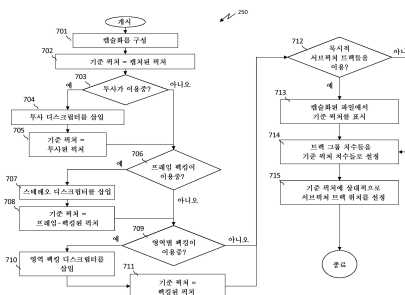 250
개시
701
캡슐화를 구성
702
기준 픽처 = 캡쳐된 픽처
703
투사가 이용중?
예
아니오
704
투사 디스크립터를 삽입
705
기준 픽처 =
투사된 픽처
706
프레임 패킹이
이용중?
예
아니오
707
스테레오 디스크립터를 삽입
708
기준 픽처 =
프레임-패킹된 픽처
709
영역별 패킹이
이용중?
예
아니오
710
영역 패킹 디스크립터를
삽입
711
기준 픽처 =
패킹된 픽처
712
묵시적
서브픽처 트랙들을
이용?
예
713
캡슐화된 파일에서
기준 픽처를 표시
714
트랙 그룹 치수들을
기준 픽처 치수들로 설정
715
기준 픽처에 상대적으로
서브픽처 트랙 위치를 설정
종료